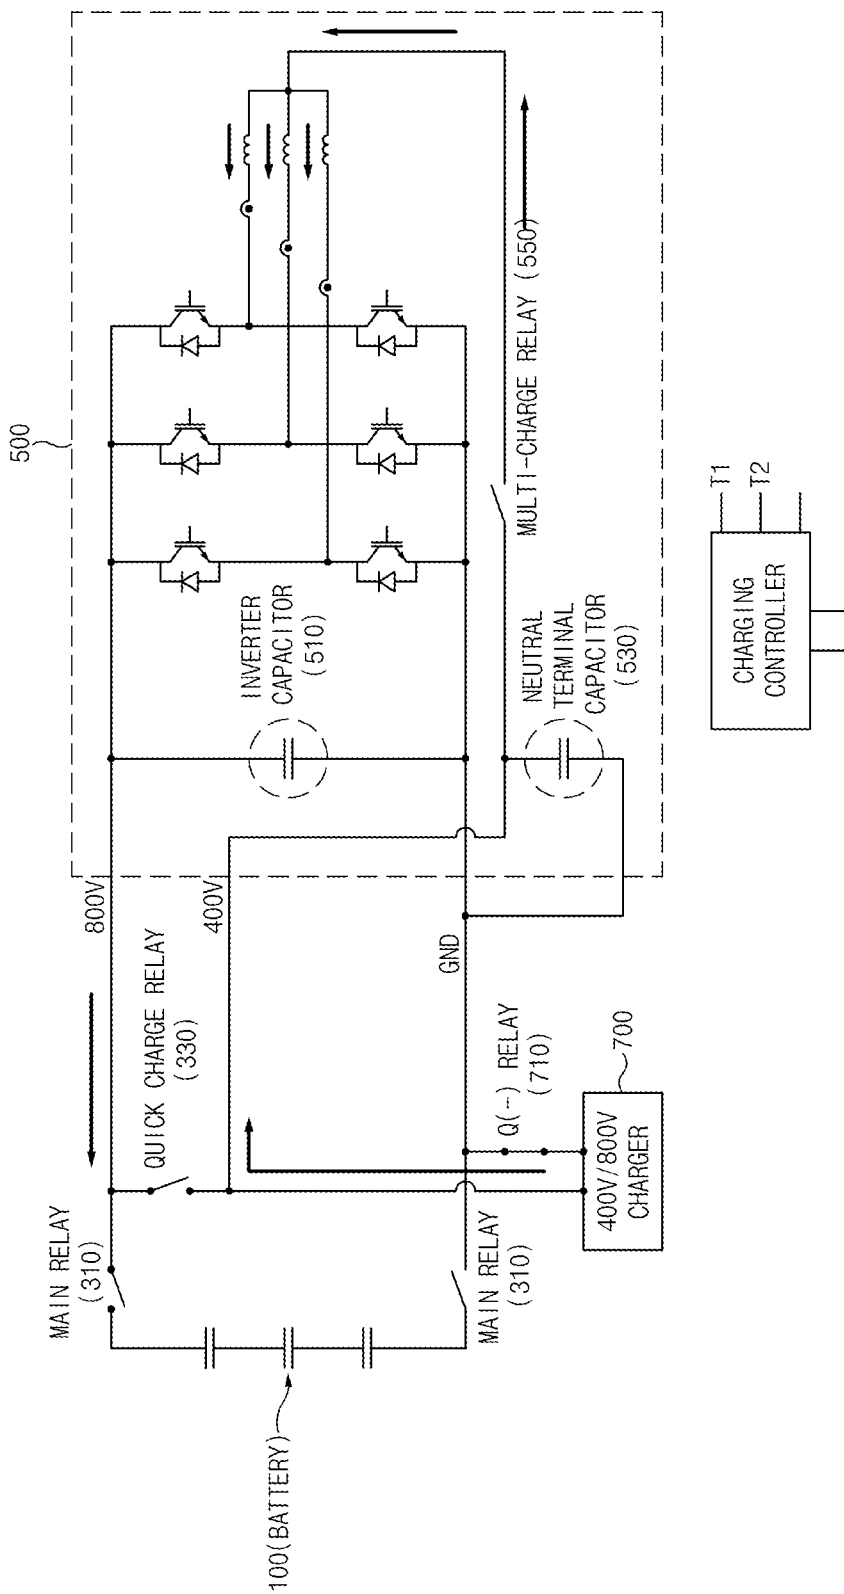 500
800V
400V
GND
INVERTER
CAPACITOR
(510)
NEUTRAL
TERMINAL
CAPACITOR
(530)
MULTI-CHARGE RELAY (550)
QUICK CHARGE RELAY
(330)
MAIN RELAY
(310)
MAIN RELAY
(310)
Q(-) RELAY
(710)
700
400V/800V
CHARGER
100(BATTERY)
T1
T2
CHARGING
CONTROLLER